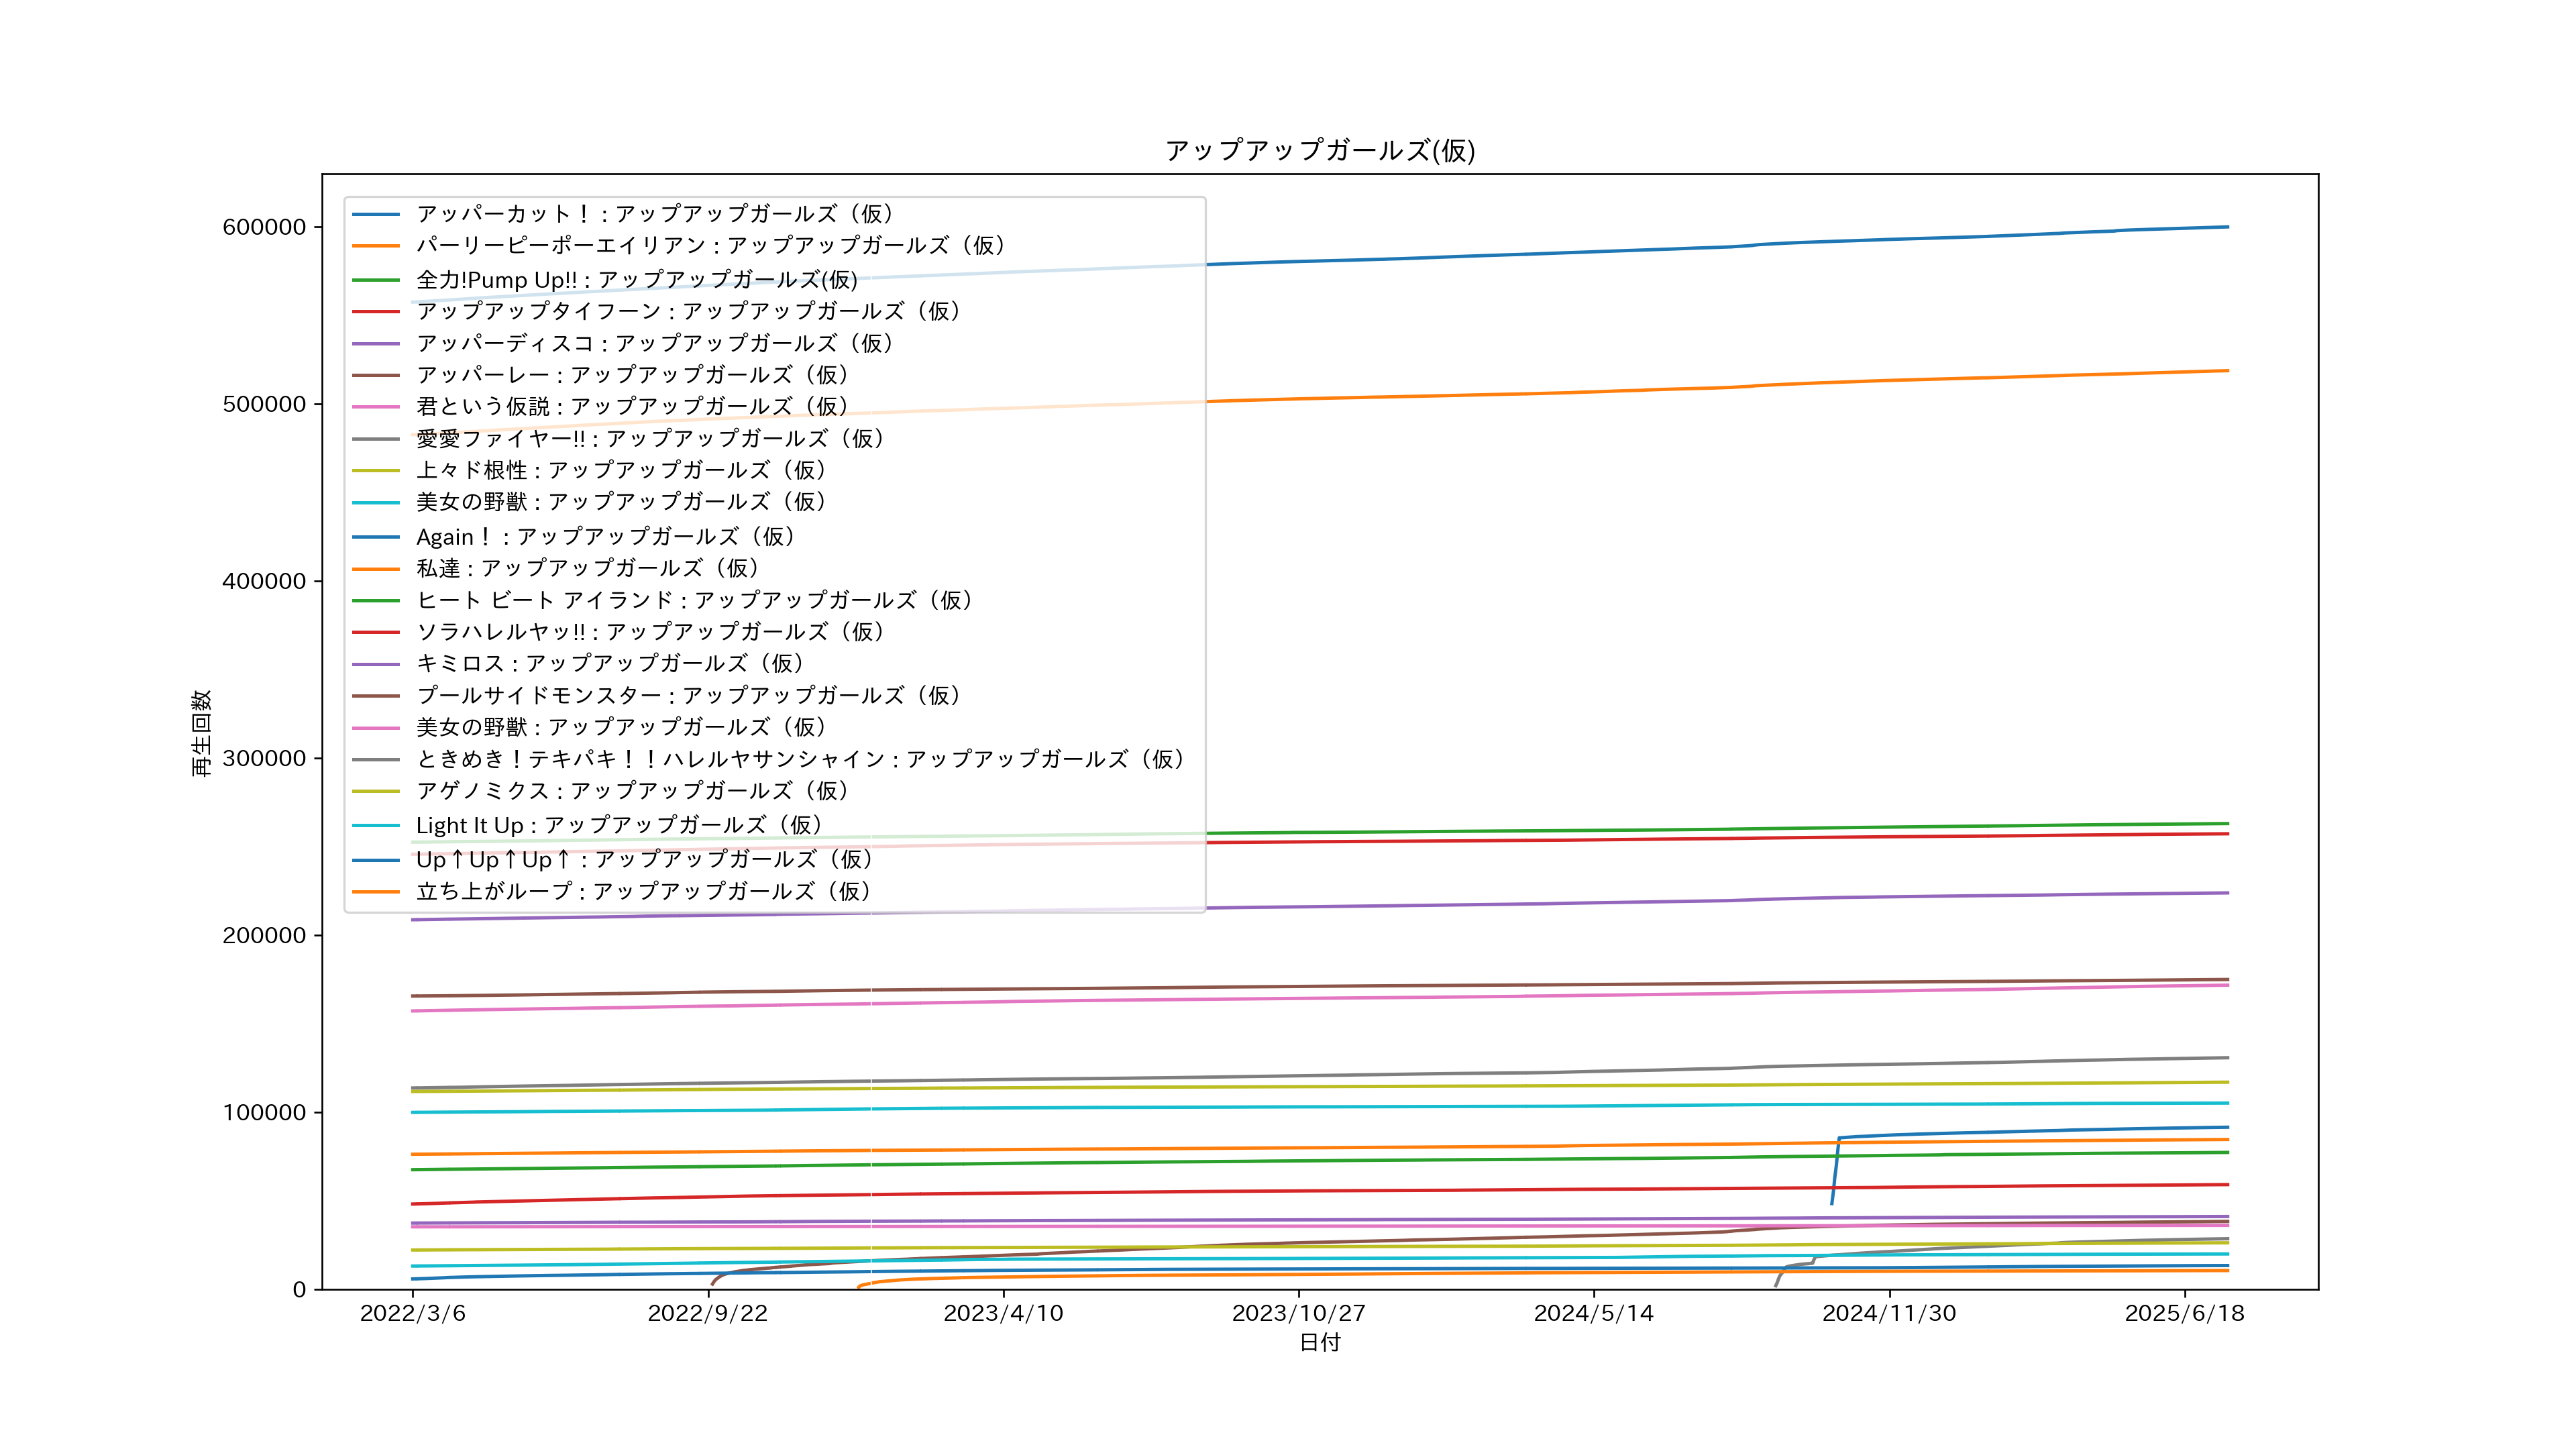 アップアップガールズ(仮)
アッパーカット！ : アップアップガールズ（仮）
パーリーピーポーエイリアン : アップアップガールズ（仮）
全力!Pump Up!! : アップアップガールズ(仮)
アップアップタイフーン : アップアップガールズ（仮）
アッパーディスコ : アップアップガールズ（仮）
アッパーレー : アップアップガールズ（仮）
君という仮説 : アップアップガールズ（仮）
愛愛ファイヤー!! : アップアップガールズ（仮）
上々ド根性 : アップアップガールズ（仮）
美女の野獣 : アップアップガールズ（仮）
Again！ : アップアップガールズ（仮）
私達 : アップアップガールズ（仮）
ヒート ビート アイランド : アップアップガールズ（仮）
ソラハレルヤッ!! : アップアップガールズ（仮）
キミロス : アップアップガールズ（仮）
プールサイドモンスター : アップアップガールズ（仮）
美女の野獣 : アップアップガールズ（仮）
ときめき！テキパキ！！ハレルヤサンシャイン : アップアップガールズ（仮）
アゲノミクス : アップアップガールズ（仮）
Light It Up : アップアップガールズ（仮）
Up↑Up↑Up↑ : アップアップガールズ（仮）
立ち上がループ : アップアップガールズ（仮）
600000
500000
400000
300000
200000
100000
0
再生回数
2022/3/6
2022/9/22
2023/4/10
2023/10/27
2024/5/14
2024/11/30
2025/6/18
日付